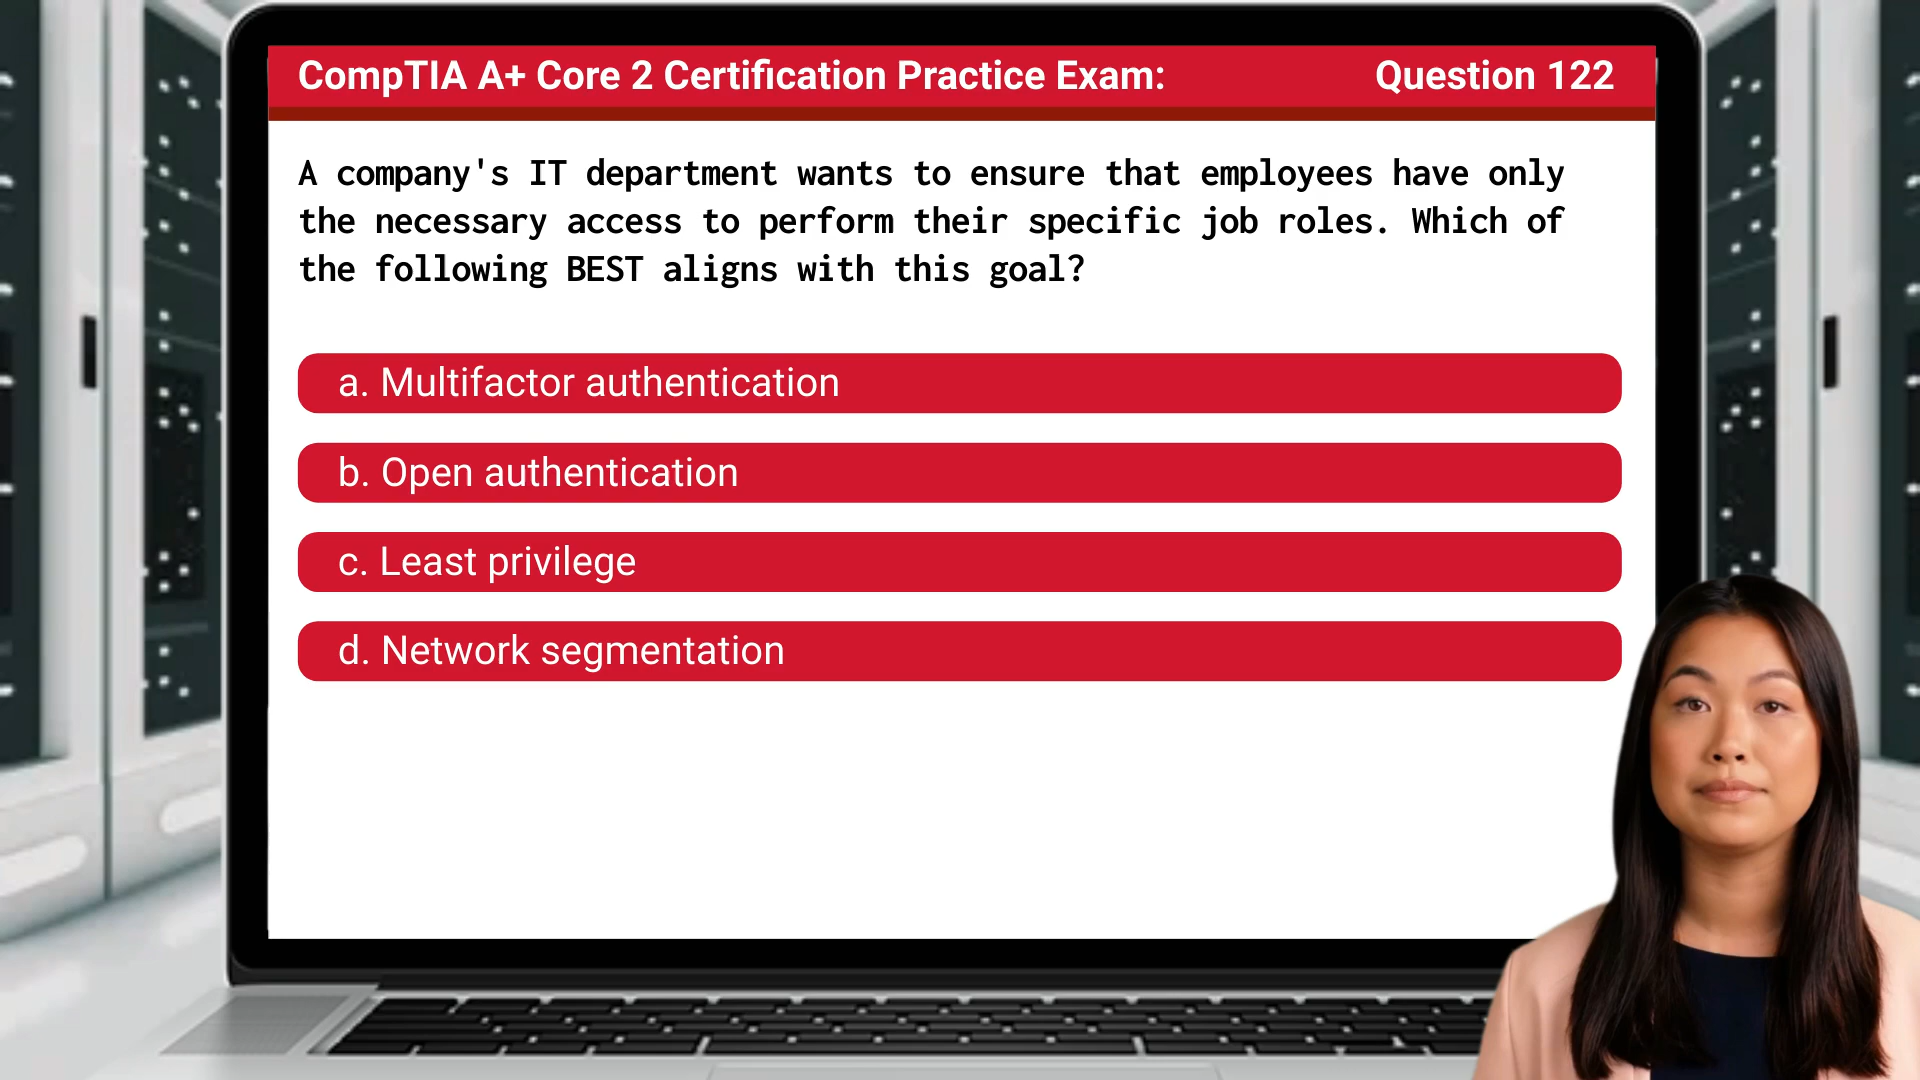 CompTIA A+ Core 2 Certification Practice Exam: Question 122
A company's IT department wants to ensure that employees have only
the necessary access to perform their specific job roles. Which of
the following BEST aligns with this goal?
a. Multifactor authentication
b. Open authentication
c. Least privilege
d. Network segmentation